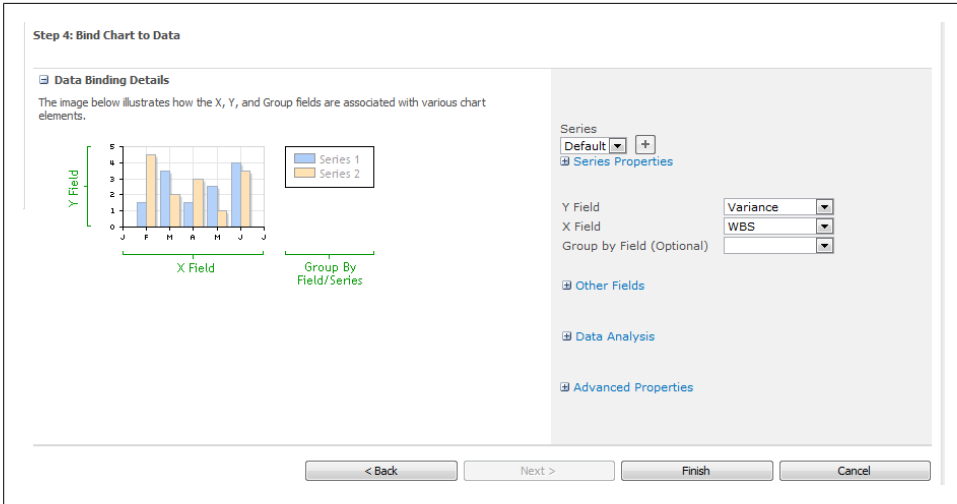 Step 4: Bind Chart to Data
Data Binding Details
The image below illustrates how the X, Y, and Group fields are associated with various chart
elements.
Y Field
5
4
3
2
1
0
J F M A M J J
X Field
Series 1
Series 2
Group By
Field/Series
Series
Default +
Series Properties
Y Field Variance
X Field WBS
Group by Field (Optional)
Other Fields
Data Analysis
Advanced Properties
< Back Next > Finish Cancel